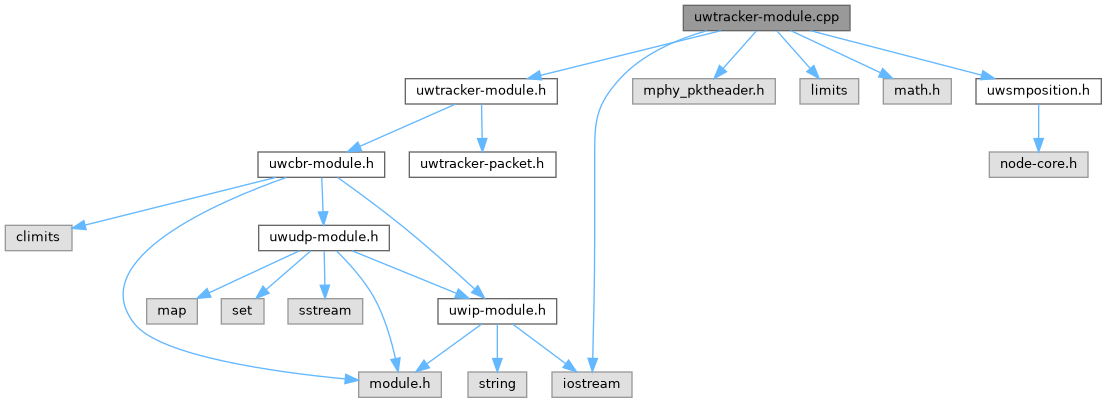 uwtracker-module.cpp
uwtracker-module.h
mphy_pktheader.h
limits
math.h
uwsmposition.h
uwcbr-module.h
uwtracker-packet.h
node-core.h
climits
uwudp-module.h
map
set
sstream
uwip-module.h
module.h
string
iostream